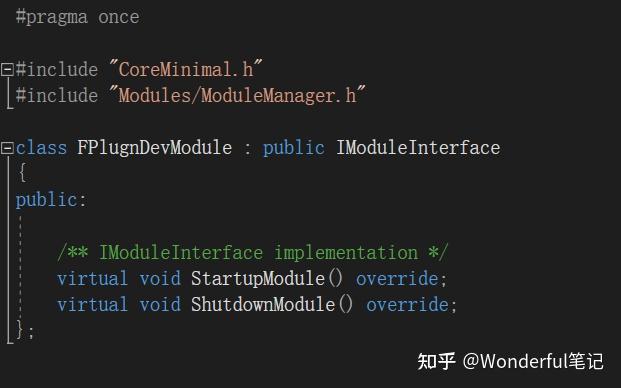 #pragma once
#include "CoreMinimal.h"
#include "Modules/ModuleManager.h"
class FPlugnDevModule : public IModuleInterface
{
public:
/** IModuleInterface implementation */
virtual void StartupModule() override;
virtual void ShutdownModule() override;
};
知乎 @Wonderful笔记